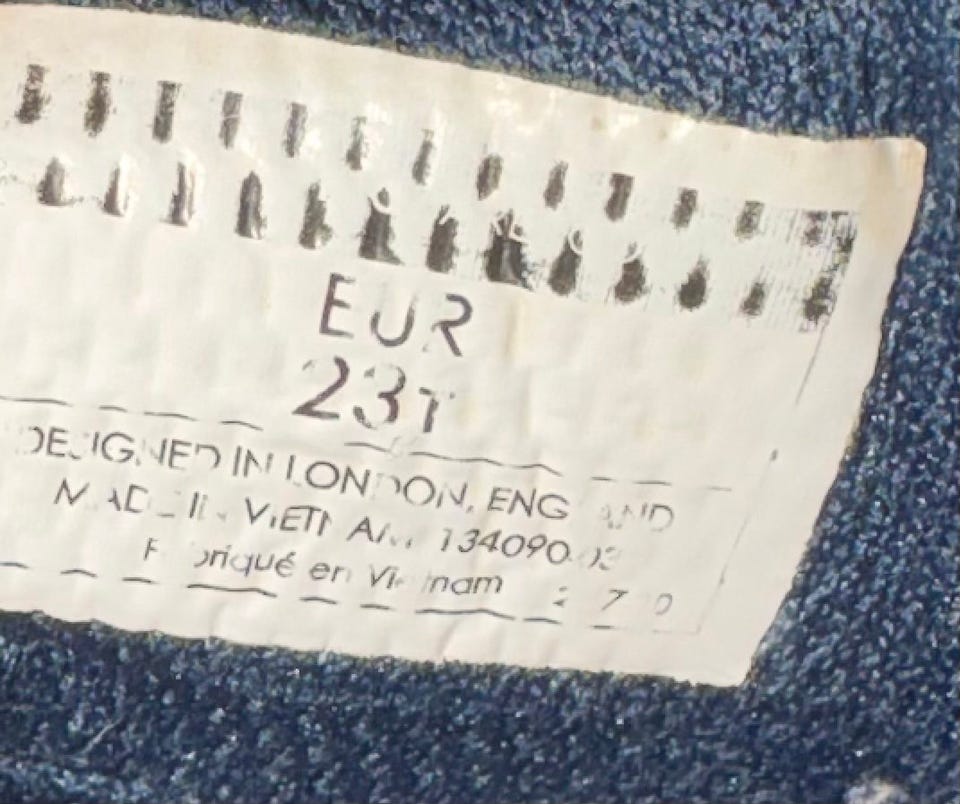 EUR
23T
DESIGNED IN LONDON, ENGLAND
MADE IN VIETNAM
Fabriqué en Vietnam